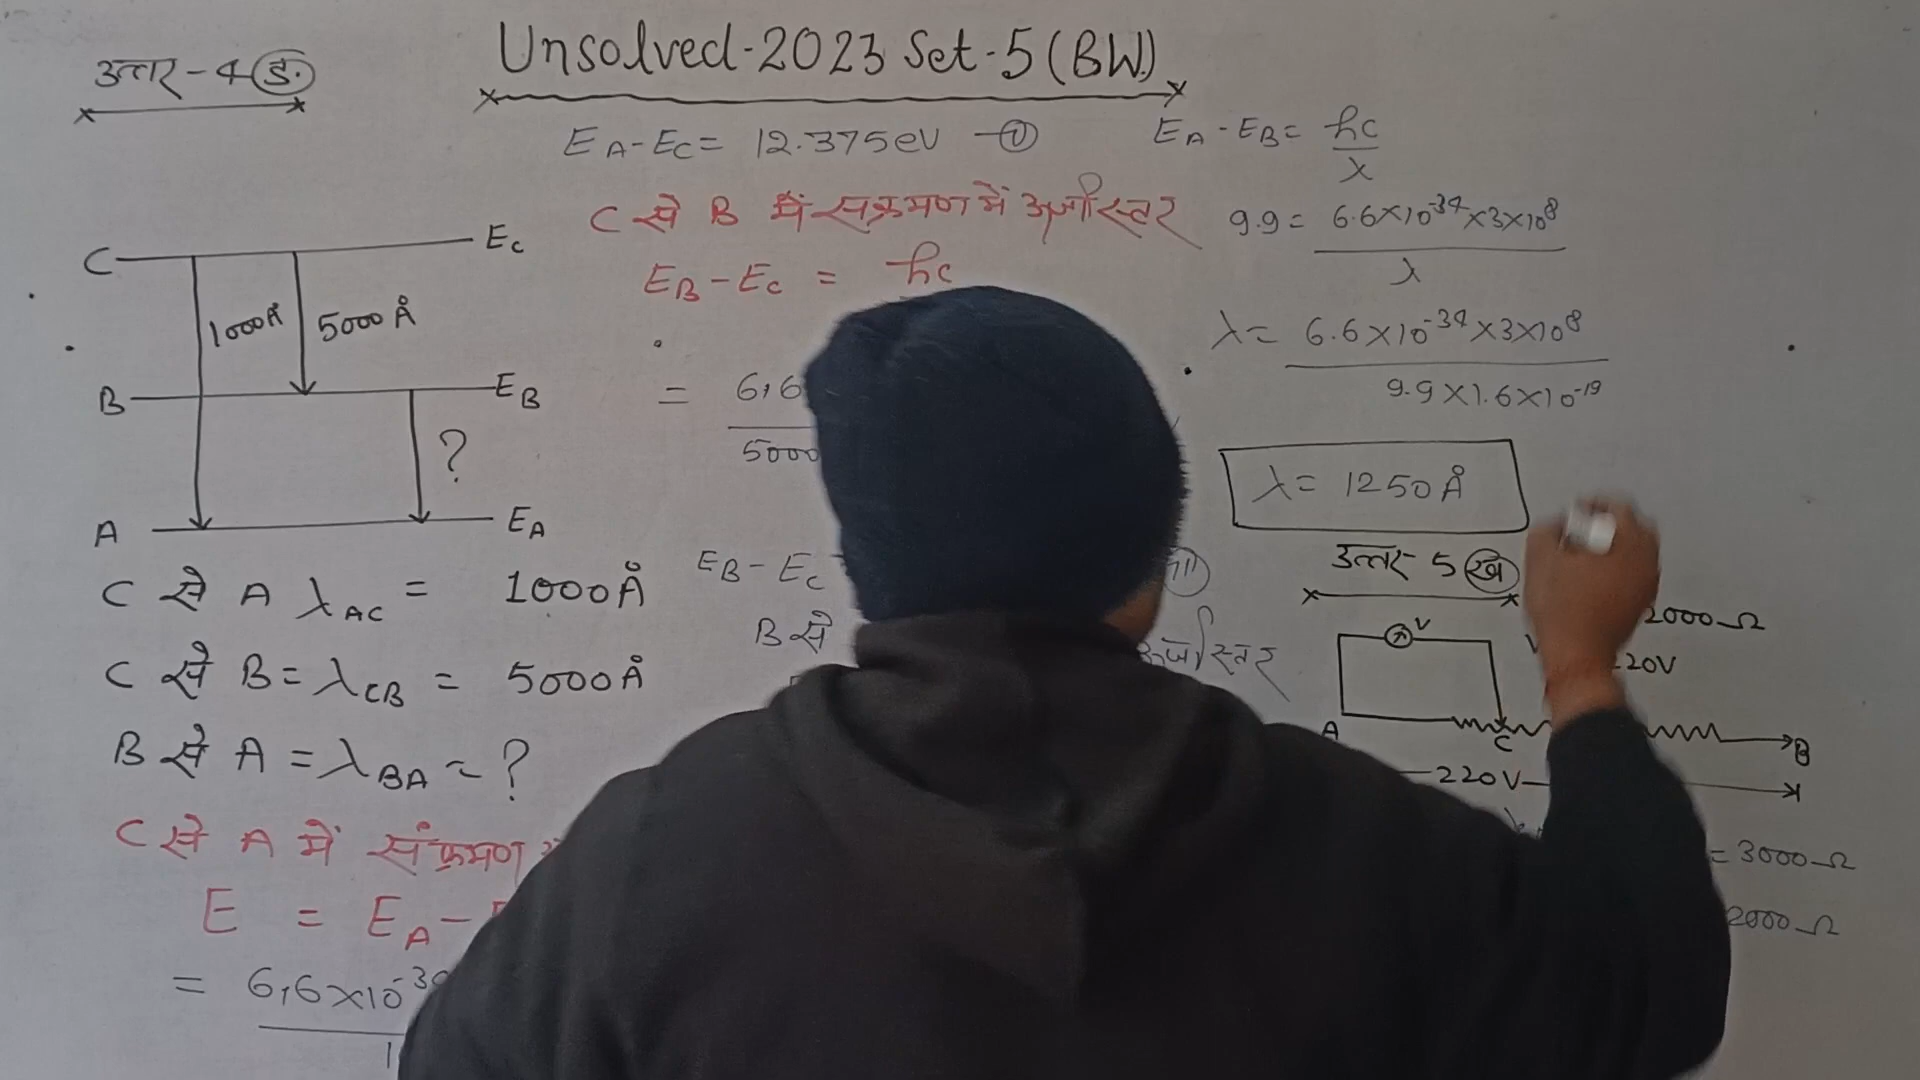 उत्तर-4 ङ.
Unsolved-2023 Set-5 (BW)
C
1000Å
5000 Å
Ec
B
EB
?
A
EA
C से A λAC = 1000Å
C से B = λCB = 5000Å
B से A = λBA = ?
C से A में संक्रमण
E = EA-
= 6,6×10
EA-EC = 12.375eV
C से B में संक्रमण में ऊर्जा स्तर
EB-EC = hc
= 6,6
5000
EB-EC
B से
ऊर्जा स्तर
EA-EB = hc
λ
9.9 = 6.6×10-34×3×108
λ
λ = 6.6×10-34×3×108
9.9×1.6×10-19
λ = 1250Å
उत्तर-5 ख
V
2000Ω
20V
A
C
B
220V
= 3000Ω
2000Ω